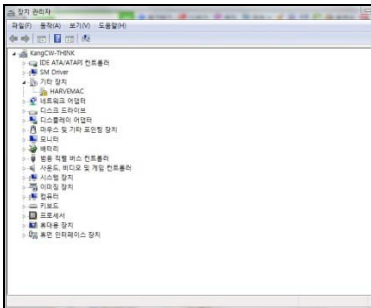 장치 관리자
파일(F) 동작(A) 보기(V) 도움말(H)
KangCW-THINK
IDE ATA/ATAPI 컨트롤러
SM Driver
기타 장치
HARVEMAC
네트워크 어댑터
디스크 드라이브
디스플레이 어댑터
마우스 및 기타 포인팅 장치
모니터
배터리
범용 직렬 버스 컨트롤러
사운드, 비디오 및 게임 컨트롤러
시스템 장치
이미징 장치
컴퓨터
키보드
프로세서
휴대용 장치
휴먼 인터페이스 장치